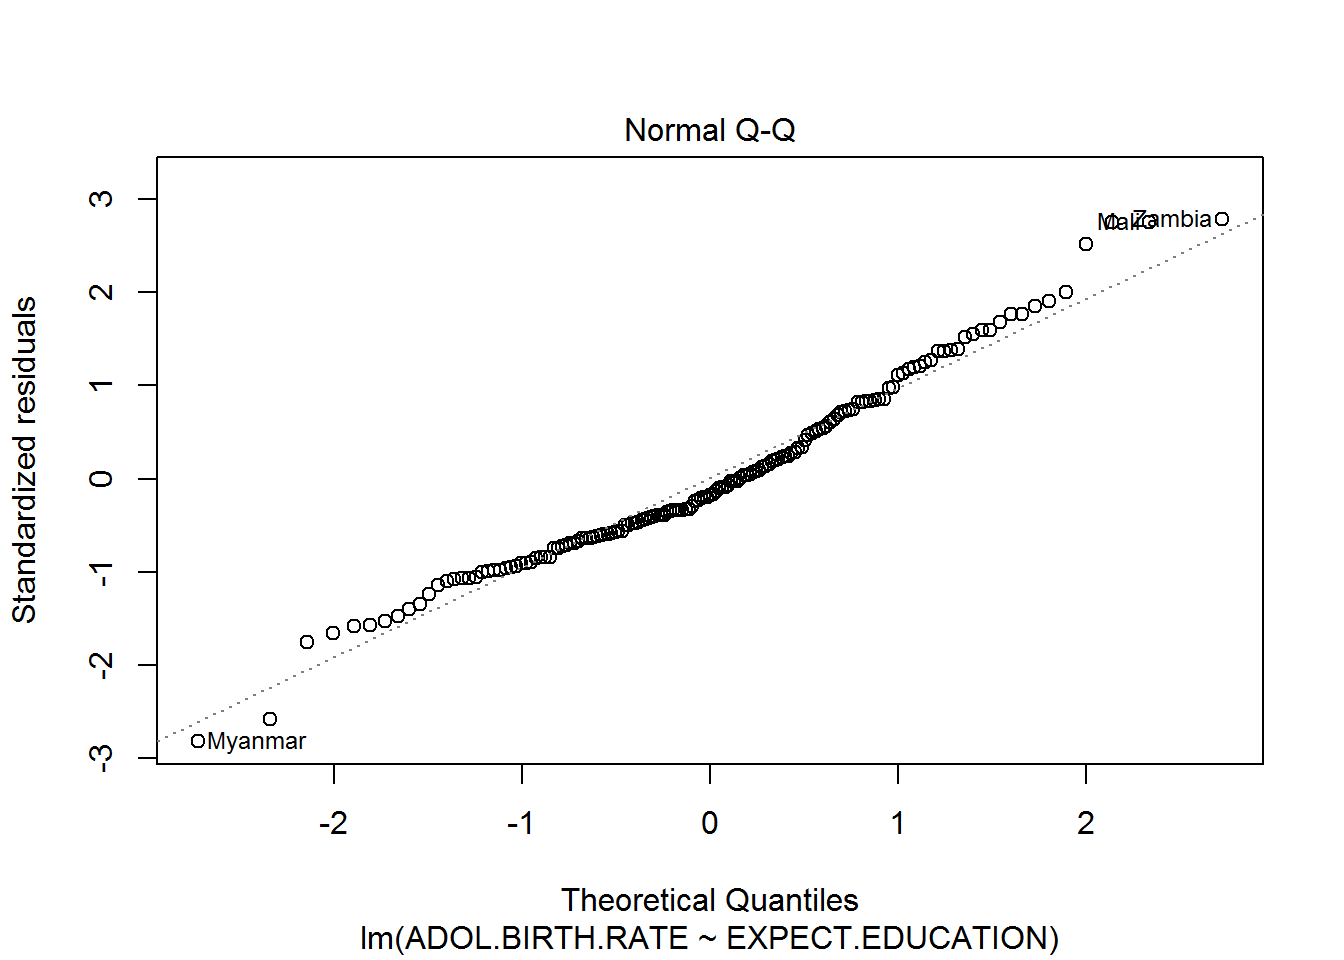 Normal Q-Q
Standardized residuals
3
2
1
0
-1
-2
-3
Mali
Zambia
Myanmar
-2
-1
0
1
2
Theoretical Quantiles
lm(ADOL.BIRTH.RATE ~ EXPECT.EDUCATION)